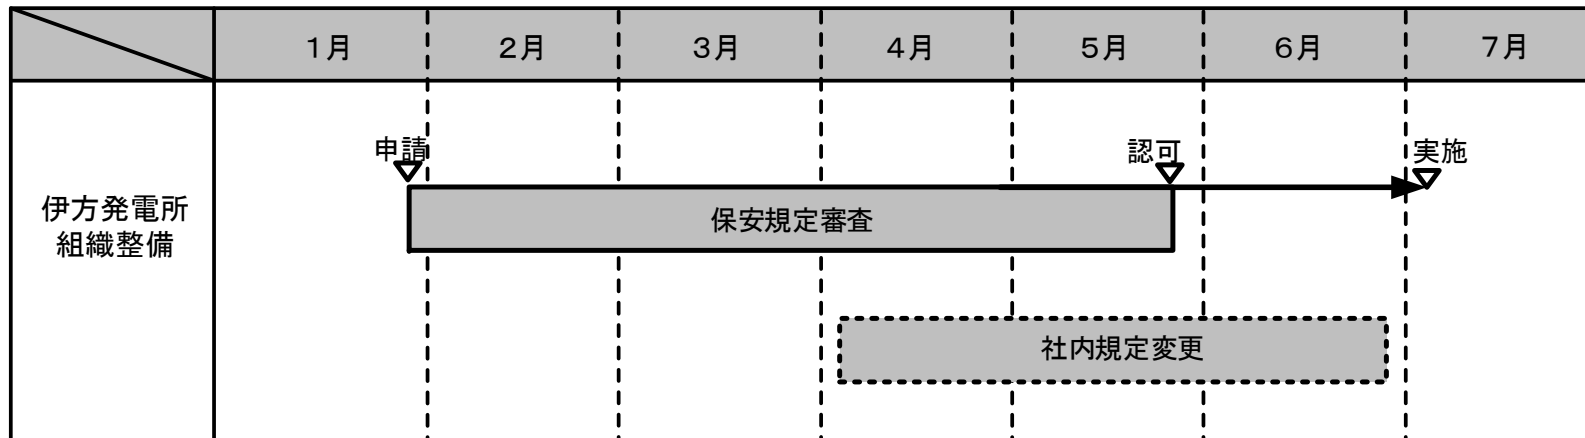 1月 2月 3月 4月 5月 6月 7月
申請 認可 実施
伊方発電所
組織整備
保安規定審査
社内規定変更